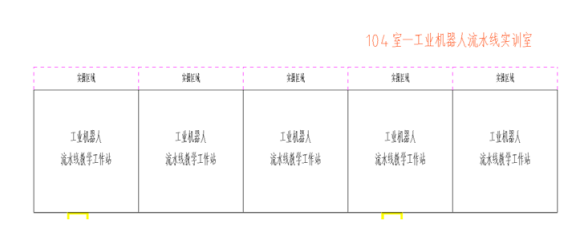 104 室一工业机器人流水线实训室
实操区域 实操区域 实操区域 实操区域 实操区域
工业机器人 工业机器人 工业机器人 工业机器人 工业机器人
流水线教学工作站 流水线教学工作站 流水线教学工作站 流水线教学工作站 流水线教学工作站